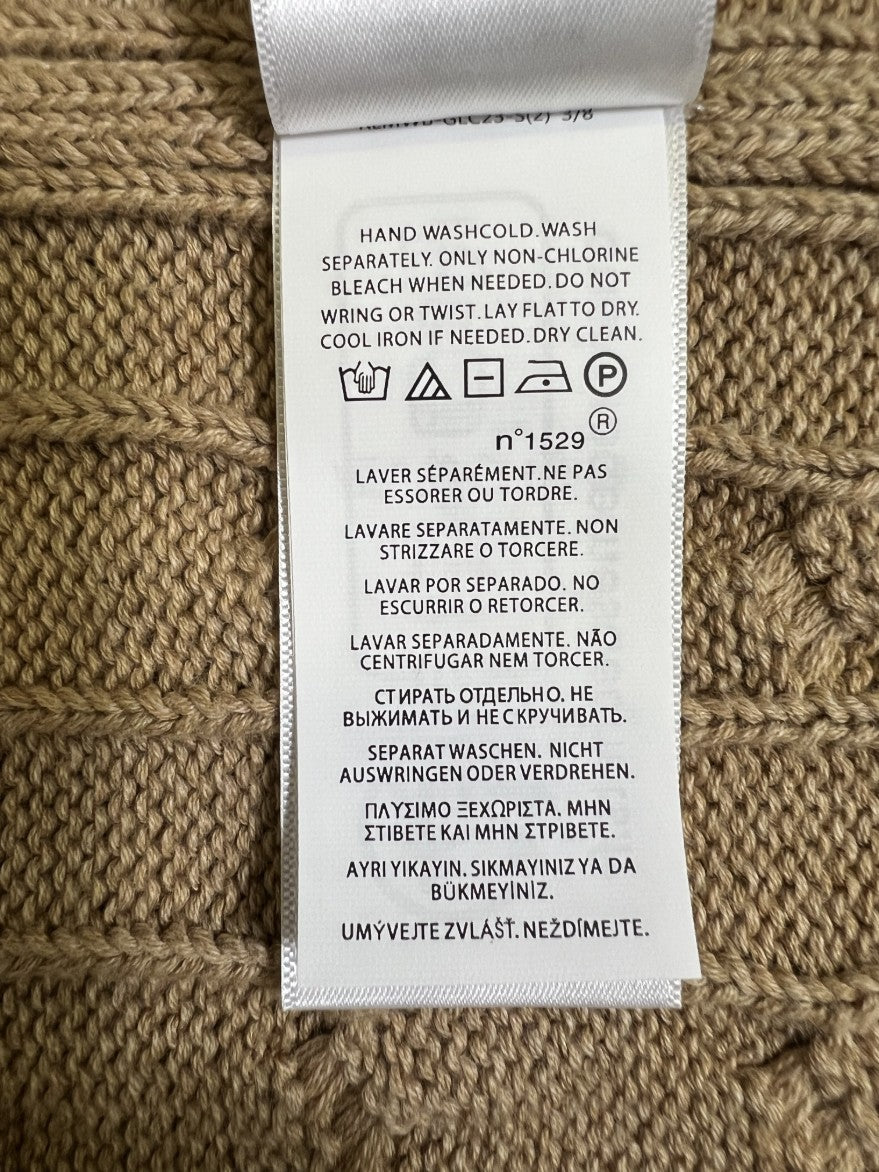 3/8
HAND WASHCOLD.WASH
SEPARATELY. ONLY NON-CHLORINE
BLEACH WHEN NEEDED.DO NOT
WRING OR TWIST.LAY FLATTO DRY.
COOL IRON IF NEEDED.DRY CLEAN.
P
n°1529 ®
LAVER SÉPARÉMENT.NE PAS
ESSORER OU TORDRE.
LAVARE SEPARATAMENTE. NON
STRIZZARE O TORCERE.
LAVAR POR SEPARADO. NO
ESCURRIR O RETORCER.
LAVAR SEPARADAMENTE. NÃO
CENTRIFUGAR NEM TORCER.
СТИРАТЬ ОТДЕЛЬНО. НЕ
ВЫЖИМАТЬ И НЕ СКРУЧИВАТЬ.
SEPARAT WASCHEN. NICHT
AUSWRINGEN ODER VERDREHEN.
ΠΛΥΣΙΜΟ ΞΕΧΩΡΙΣΤΑ. ΜΗΝ
ΣΤΙΒΕΤΕ ΚΑΙ ΜΗΝ ΣΤΡΙΒΕΤΕ.
AYRI YIKAYIN. SIKMAYINIZ YA DA
BÜKMEYİNİZ.
UMÝVEJTE ZVLÁŠŤ. NEŽDÍMEJTE.